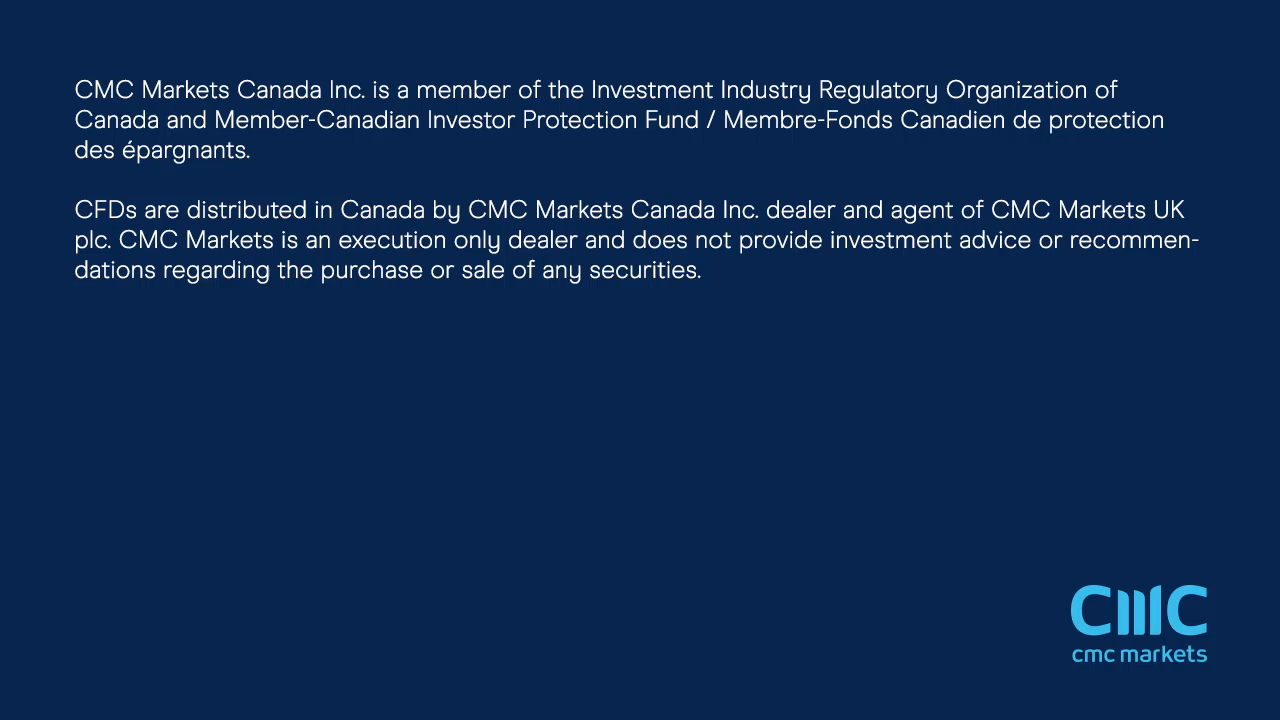 CMC Markets Canada Inc. is a member of the Investment Industry Regulatory Organization of
Canada and Member-Canadian Investor Protection Fund / Membre-Fonds Canadien de protection
des épargnants.
CFDs are distributed in Canada by CMC Markets Canada Inc. dealer and agent of CMC Markets UK
plc. CMC Markets is an execution only dealer and does not provide investment advice or recommen-
dations regarding the purchase or sale of any securities.
CMC
cmc markets